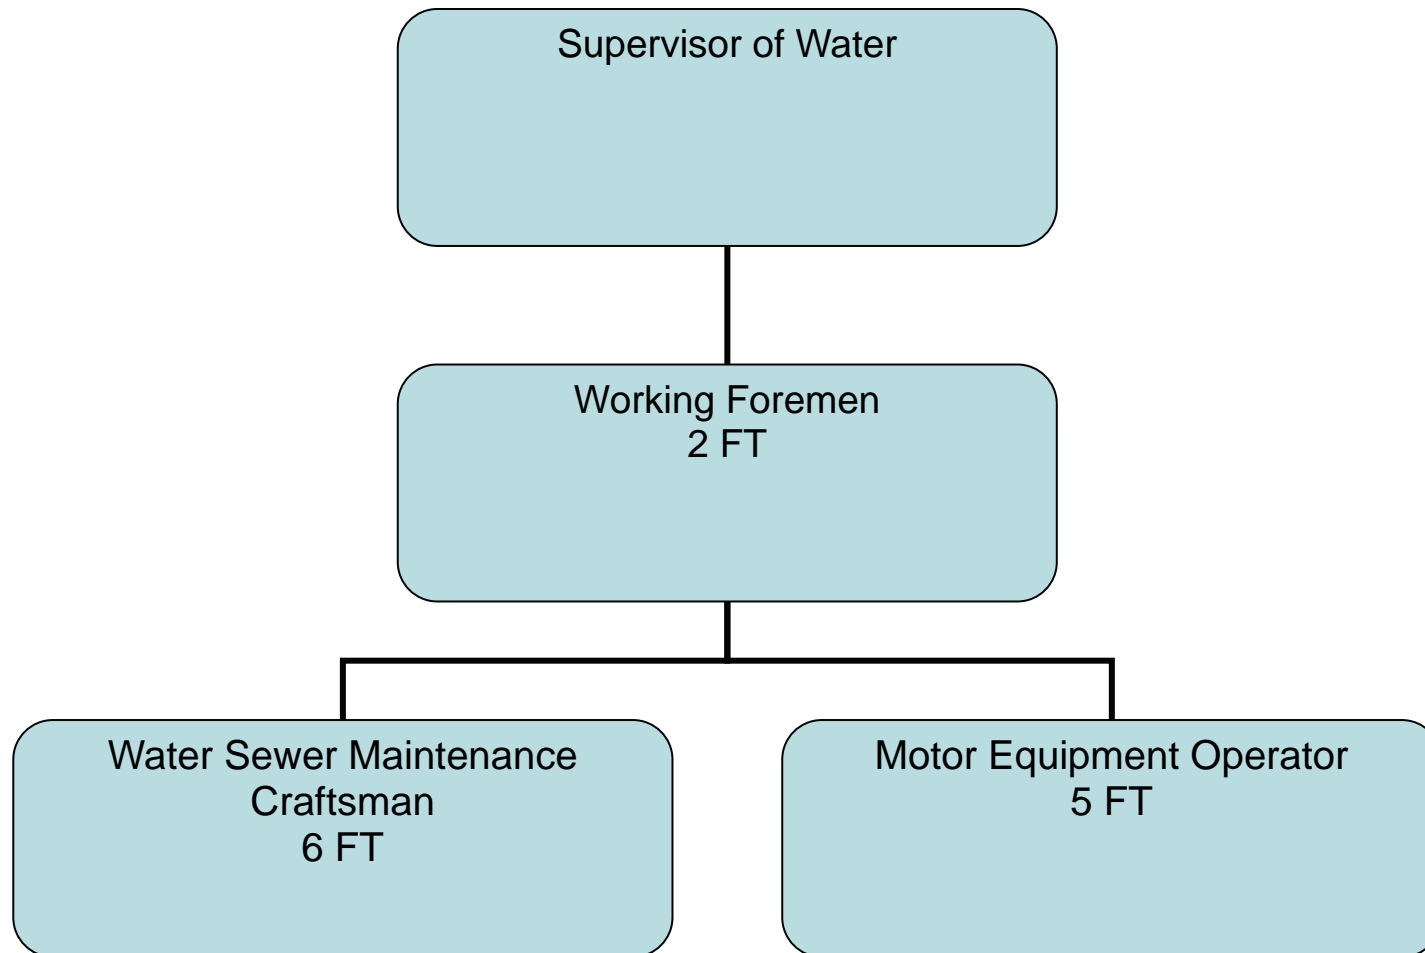 Supervisor of Water
Working Foremen
2 FT
Water Sewer Maintenance
Craftsman
6 FT
Motor Equipment Operator
5 FT